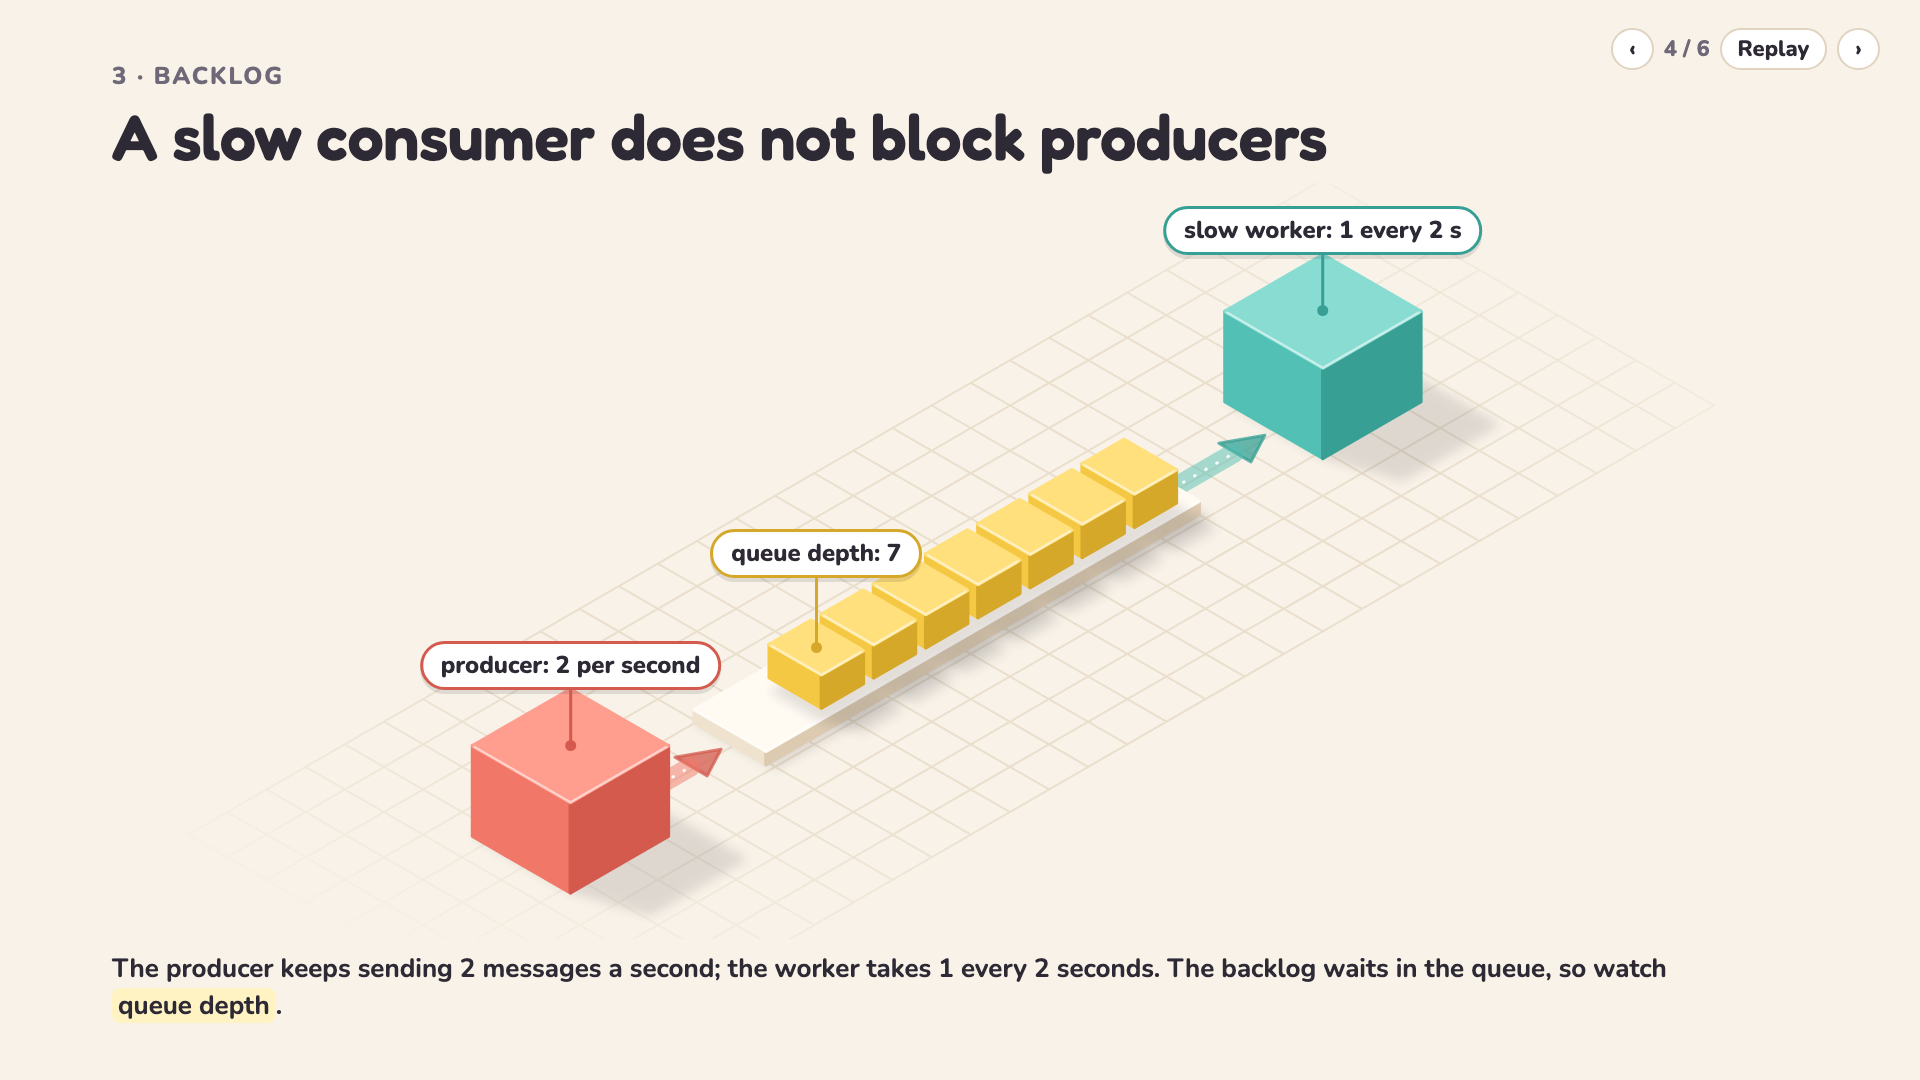 ‹ 4 / 6 Replay ›
3 · BACKLOG
A slow consumer does not block producers
slow worker: 1 every 2 s
queue depth: 7
producer: 2 per second
The producer keeps sending 2 messages a second; the worker takes 1 every 2 seconds. The backlog waits in the queue, so watch
queue depth.